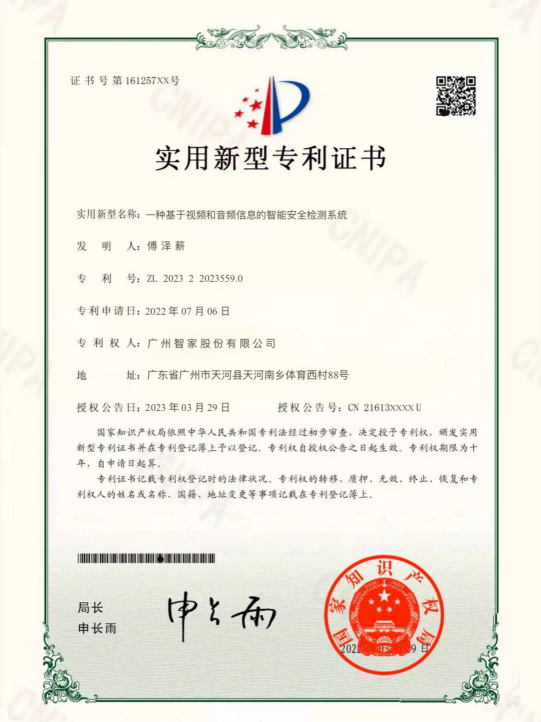 证书号第161257XX号
实用新型专利证书
实用新型名称：一种基于视频和音频信息的智能安全检测系统
发明人：傅泽薪
专利号：ZL 2023 2 2023559.0
专利申请日：2022年07月06日
专利权人：广州智家股份有限公司
地址：广东省广州市天河县天河南乡体育西村88号
授权公告日：2023年03月29日 授权公告号：CN 21613XXXX U
国家知识产权局依照中华人民共和国专利法经过初步审查，决定授予专利权，颁发实用
新型专利证书并在专利登记簿上予以登记。专利权自授权公告之日起生效。专利权期限为十
年，自申请日起算。
专利证书记载专利权登记时的法律状况。专利权的转移、质押、无效、终止、恢复和专
利权人的姓名或名称、国籍、地址变更等事项记载在专利登记簿上。
局长
申长雨
申长雨
国家知识产权局
CNIPA
CNIPA
CNIPA
CNIPA